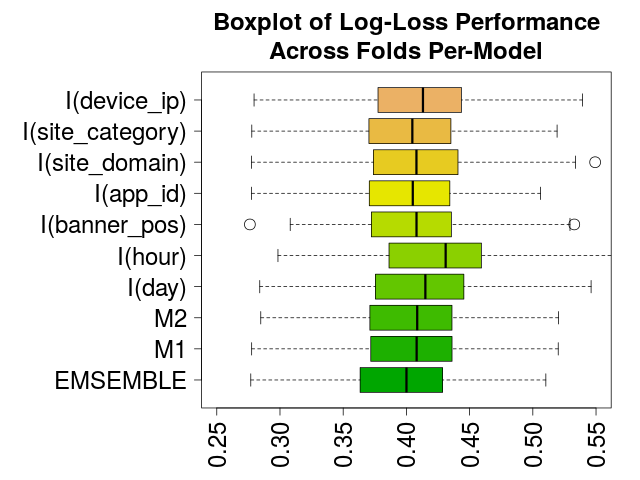 Boxplot of Log-Loss Performance
Across Folds Per-Model
I(device_ip)
I(site_category)
I(site_domain)
I(app_id)
I(banner_pos)
I(hour)
I(day)
M2
M1
EMSEMBLE
0.25
0.30
0.35
0.40
0.45
0.50
0.55